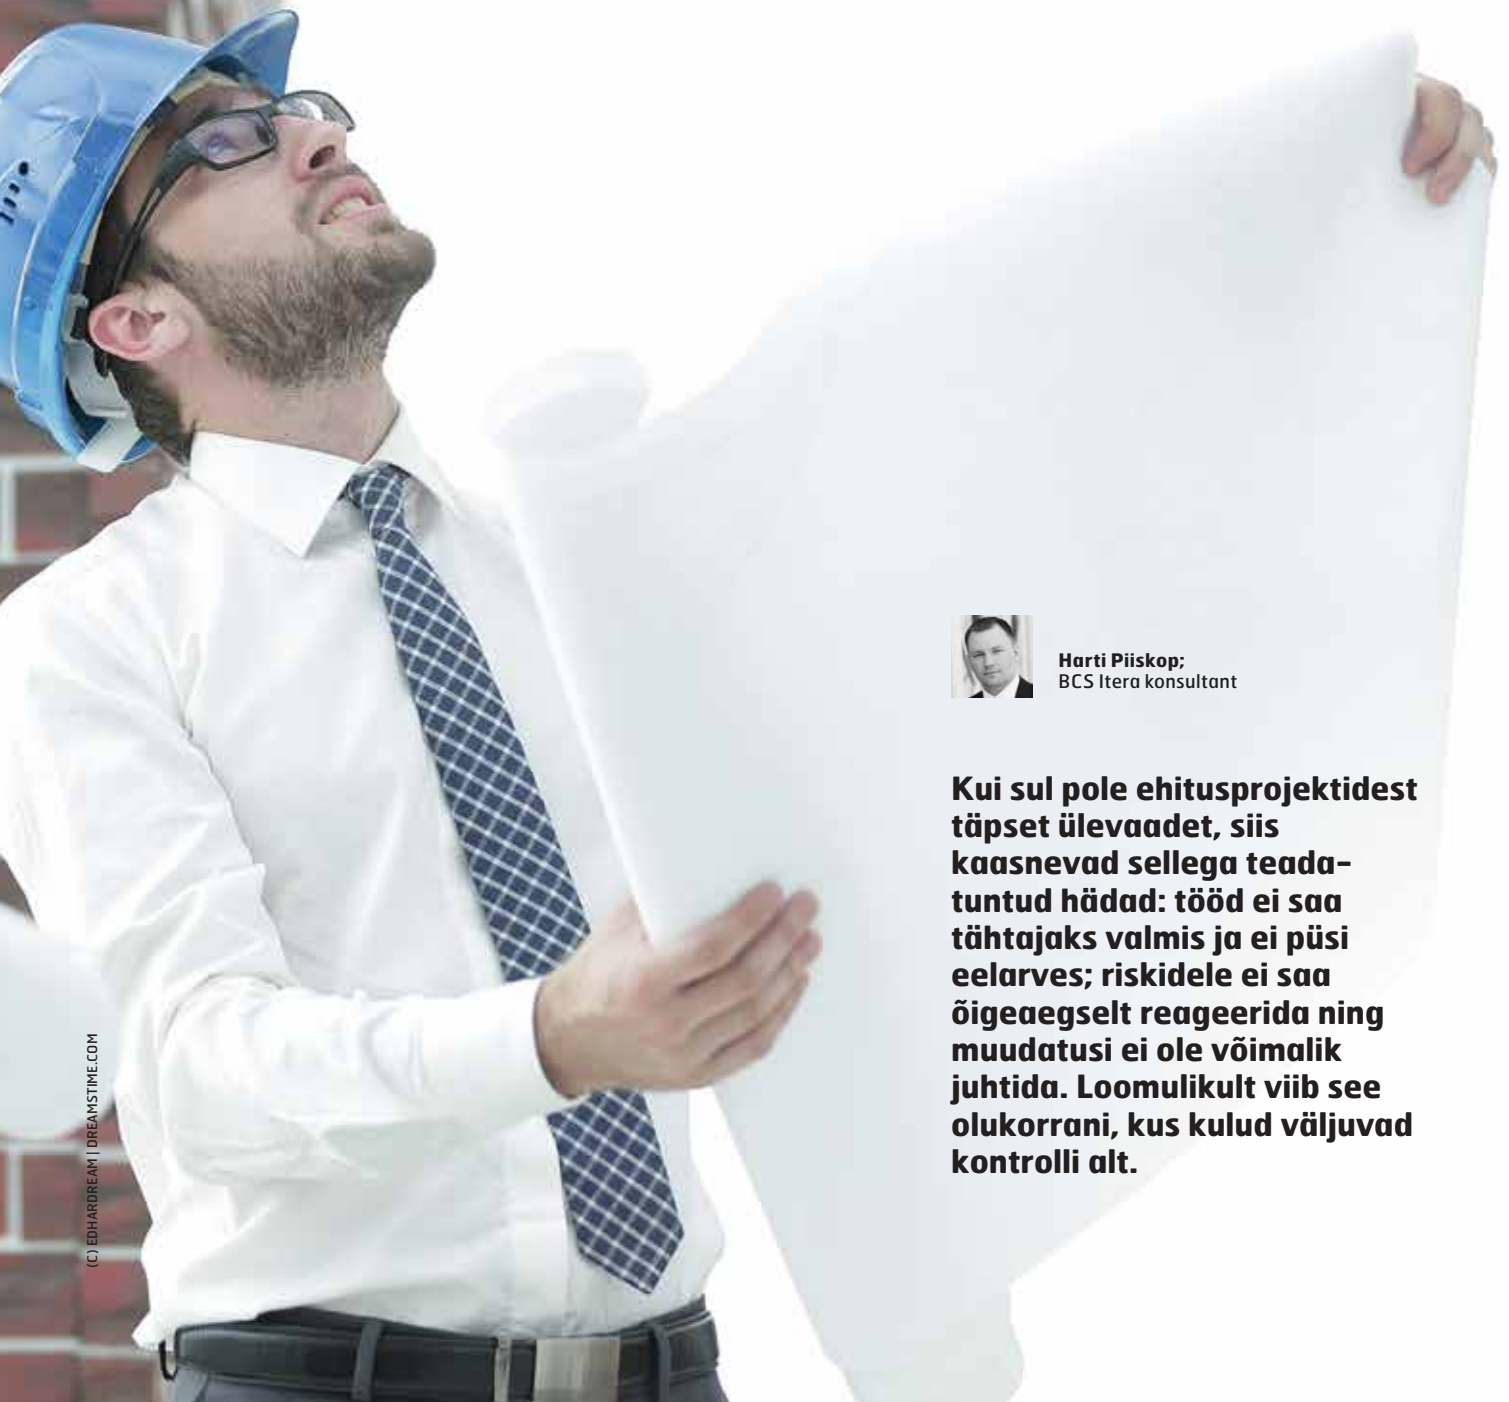 Harti Piiskop;
BCS Itera konsultant
Kui sul pole ehitusprojektidest
täpset ülevaadet, siis
kaasnevad sellega teada-
tuntud hädad: tööd ei saa
tähtajaks valmis ja ei püsi
eelarves; riskidele ei saa
õigeaegselt reageerida ning
muudatusi ei ole võimalik
juhtida. Loomulikult viib see
olukorrani, kus kulud väljuvad
kontrolli alt.
(C) EDHARDREAM | DREAMSTIME.COM